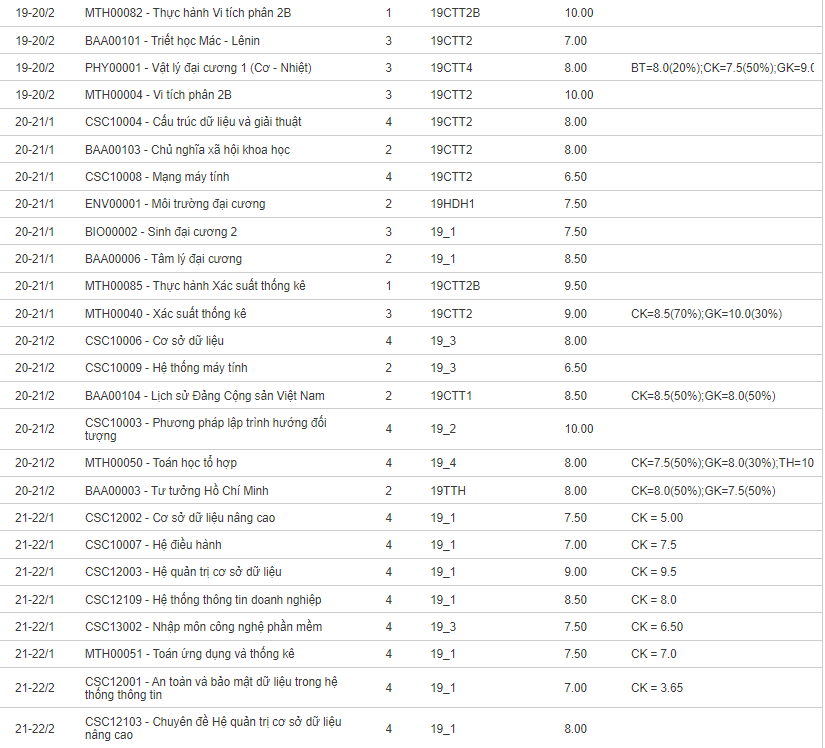 19-20/2 MTH00082 - Thực hành Vi tích phân 2B 1 19CTT2B 10.00
19-20/2 BAA00101 - Triết học Mác - Lênin 3 19CTT2 7.00
19-20/2 PHY00001 - Vật lý đại cương 1 (Cơ - Nhiệt) 3 19CTT4 8.00 BT=8.0(20%);CK=7.5(50%);GK=9.0
19-20/2 MTH00004 - Vi tích phân 2B 3 19CTT2 10.00
20-21/1 CSC10004 - Cấu trúc dữ liệu và giải thuật 4 19CTT2 8.00
20-21/1 BAA00103 - Chủ nghĩa xã hội khoa học 2 19CTT2 8.00
20-21/1 CSC10008 - Mạng máy tính 4 19CTT2 6.50
20-21/1 ENV00001 - Môi trường đại cương 2 19HDH1 7.50
20-21/1 BIO00002 - Sinh đại cương 2 3 19_1 7.50
20-21/1 BAA00006 - Tâm lý đại cương 2 19_1 8.50
20-21/1 MTH00085 - Thực hành Xác suất thống kê 1 19CTT2B 9.50
20-21/1 MTH00040 - Xác suất thống kê 3 19CTT2 9.00 CK=8.5(70%);GK=10.0(30%)
20-21/2 CSC10006 - Cơ sở dữ liệu 4 19_3 8.00
20-21/2 CSC10009 - Hệ thống máy tính 2 19_3 6.50
20-21/2 BAA00104 - Lịch sử Đảng Cộng sản Việt Nam 2 19CTT1 8.50 CK=8.5(50%);GK=8.0(50%)
20-21/2 CSC10003 - Phương pháp lập trình hướng đối
tượng 4 19_2 10.00
20-21/2 MTH00050 - Toán học tổ hợp 4 19_4 8.00 CK=7.5(50%);GK=8.0(30%);TH=10
20-21/2 BAA00003 - Tư tưởng Hồ Chí Minh 2 19TTH 8.00 CK=8.0(50%);GK=7.5(50%)
21-22/1 CSC12002 - Cơ sở dữ liệu nâng cao 4 19_1 7.50 CK = 5.00
21-22/1 CSC10007 - Hệ điều hành 4 19_1 7.00 CK = 7.5
21-22/1 CSC12003 - Hệ quản trị cơ sở dữ liệu 4 19_1 9.00 CK = 9.5
21-22/1 CSC12109 - Hệ thống thông tin doanh nghiệp 4 19_1 8.50 CK = 8.0
21-22/1 CSC13002 - Nhập môn công nghệ phần mềm 4 19_3 7.50 CK = 6.50
21-22/1 MTH00051 - Toán ứng dụng và thống kê 4 19_1 7.50 CK = 7.0
21-22/2 CSC12001 - An toàn và bảo mật dữ liệu trong hệ
thống thông tin 4 19_1 7.00 CK = 3.65
21-22/2 CSC12103 - Chuyên đề Hệ quản trị cơ sở dữ liệu
nâng cao 4 19_1 8.00